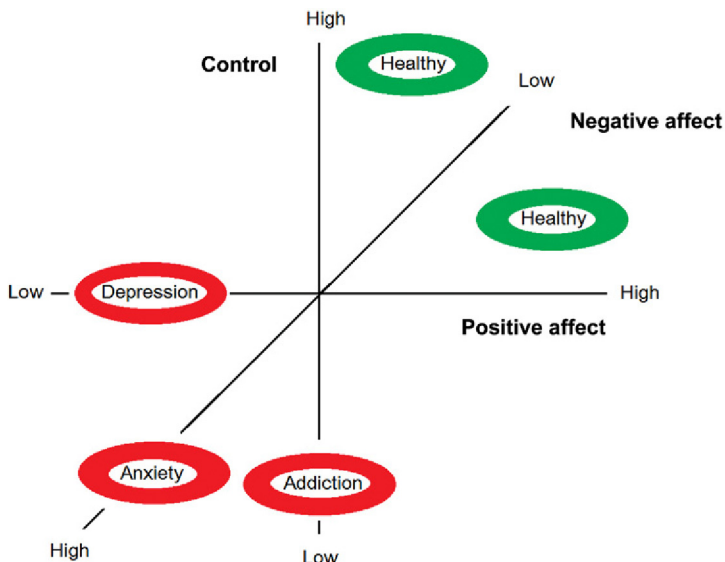 High
Control
Healthy
Low
Negative affect
Healthy
Low
Depression
High
Positive affect
Anxiety
Addiction
High
Low